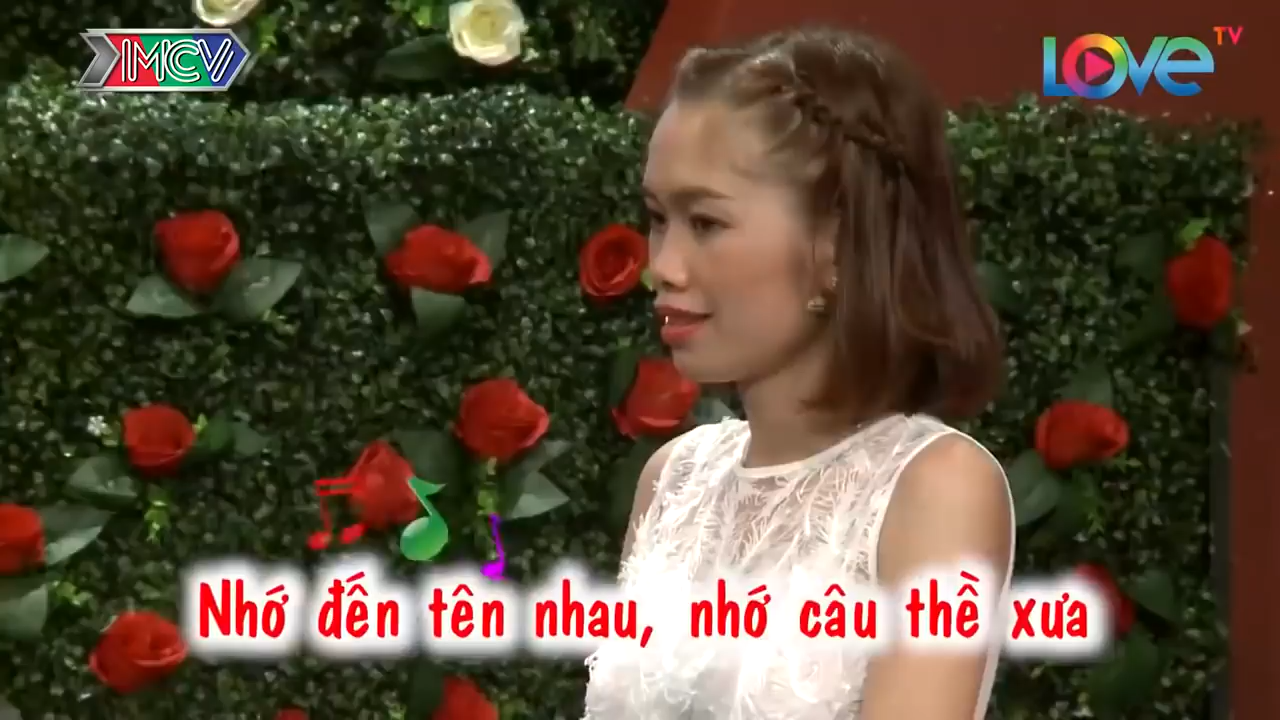 MCV
LOVE TV
Nhớ đến tên nhau, nhớ câu thề xưa